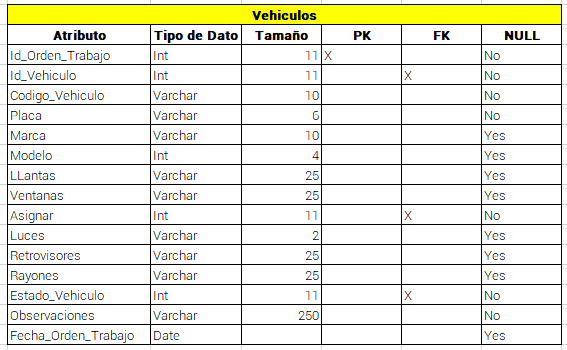 Vehiculos
Atributo Tipo de Dato Tamaño PK FK NULL
Id_Orden_Trabajo Int 11 X No
Id_Vehiculo Int 11 X No
Codigo_Vehiculo Varchar 10 No
Placa Varchar 6 No
Marca Varchar 10 Yes
Modelo Int 4 Yes
LLantas Varchar 25 Yes
Ventanas Varchar 25 Yes
Asignar Int 11 X No
Luces Varchar 2 Yes
Retrovisores Varchar 25 Yes
Rayones Varchar 25 Yes
Estado_Vehiculo Int 11 X No
Observaciones Varchar 250 No
Fecha_Orden_Trabajo Date Yes